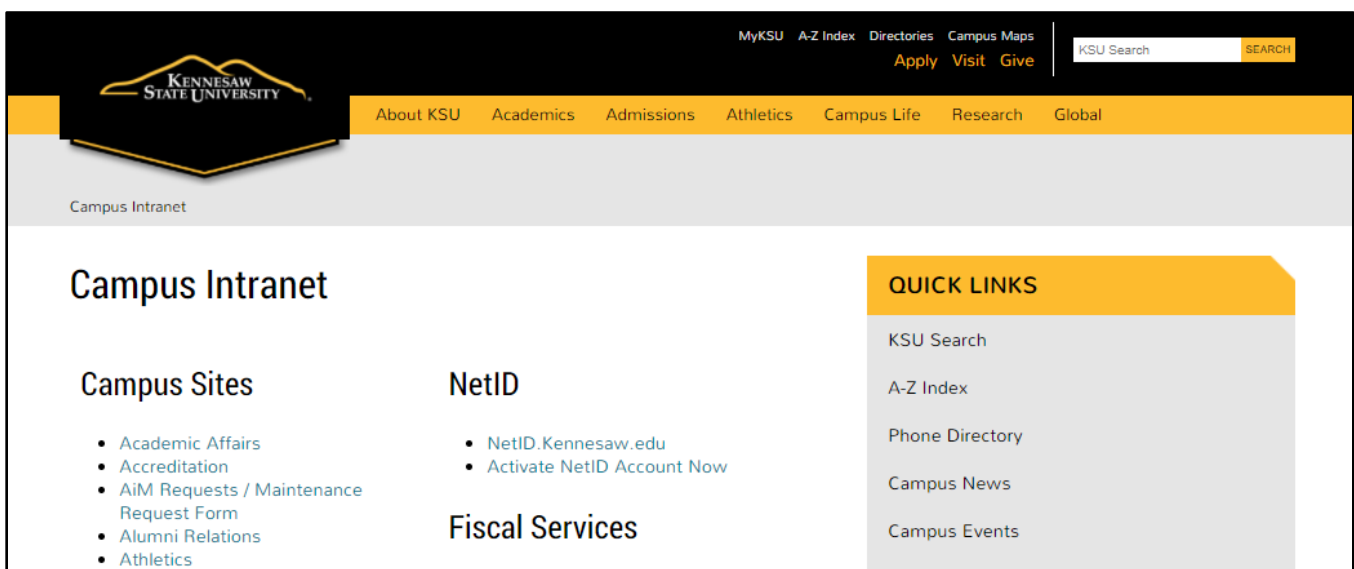 MyKSU A-Z Index Directories Campus Maps
Apply Visit Give
KSU Search
SEARCH
KENNESAW
STATE UNIVERSITY
About KSU Academics Admissions Athletics Campus Life Research Global
Campus Intranet
Campus Intranet
Campus Sites
Academic Affairs
Accreditation
AiM Requests / Maintenance
Request Form
Alumni Relations
Athletics
NetID
NetID.Kennesaw.edu
Activate NetID Account Now
Fiscal Services
QUICK LINKS
KSU Search
A-Z Index
Phone Directory
Campus News
Campus Events